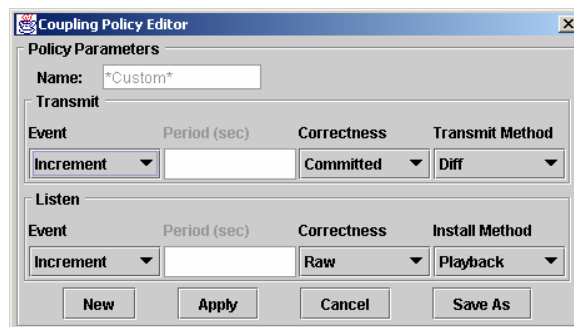 Coupling Policy Editor
Policy Parameters
Name: *Custom*
Transmit
Event Period (sec) Correctness Transmit Method
Increment Committed Diff
Listen
Event Period (sec) Correctness Install Method
Increment Raw Playback
New Apply Cancel Save As